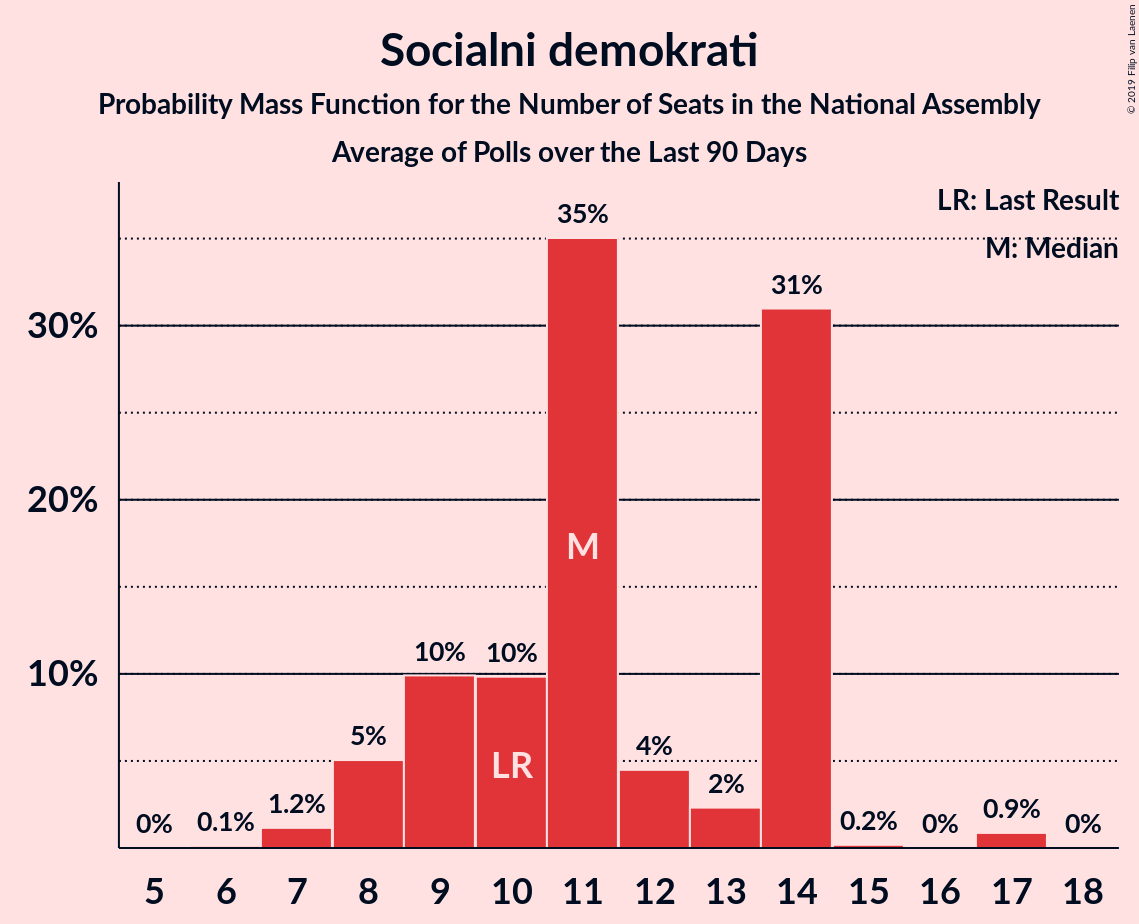 Socialni demokrati
Probability Mass Function for the Number of Seats in the National Assembly
Average of Polls over the Last 90 Days
© 2019 Filip van Laenen
LR: Last Result
M: Median
30%
20%
10%
0%
0.1%
1.2%
5%
10%
10%
35%
4%
2%
31%
0.2%
0%
0.9%
0%
M
LR
5 6 7 8 9 10 11 12 13 14 15 16 17 18